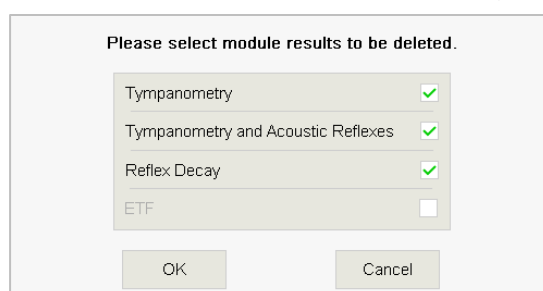 Please select module results to be deleted.
Tympanometry
Tympanometry and Acoustic Reflexes
Reflex Decay
ETF
OK Cancel